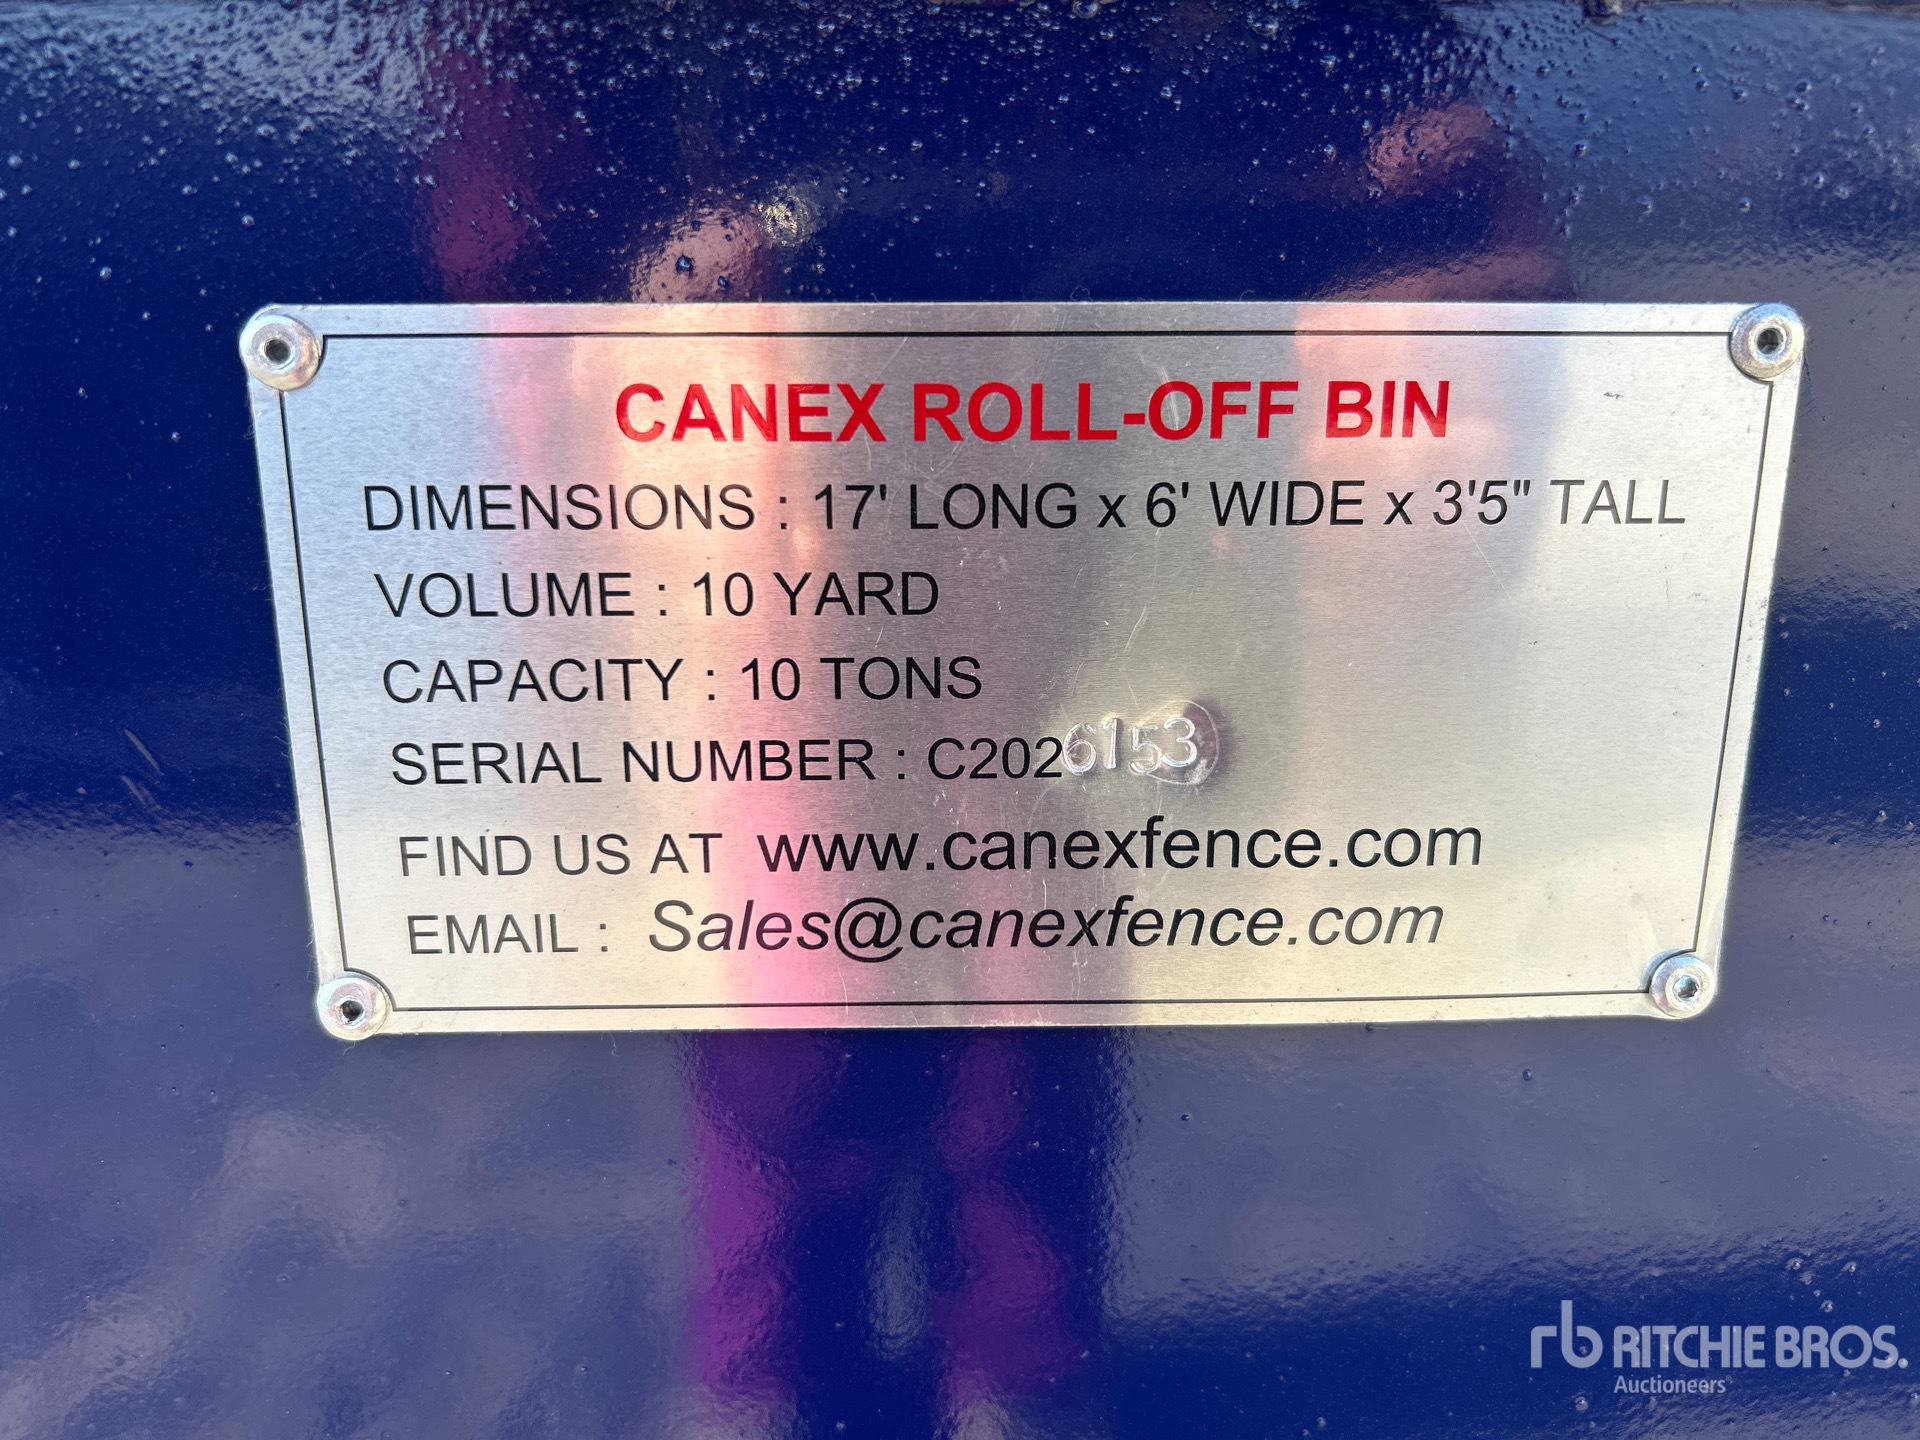 CANEX ROLL-OFF BIN
DIMENSIONS : 17' LONG x 6' WIDE x 3'5" TALL
VOLUME : 10 YARD
CAPACITY : 10 TONS
SERIAL NUMBER : C2026153
FIND US AT www.canexfence.com
EMAIL : Sales@canexfence.com
rb RITCHIE BROS.
Auctioneers